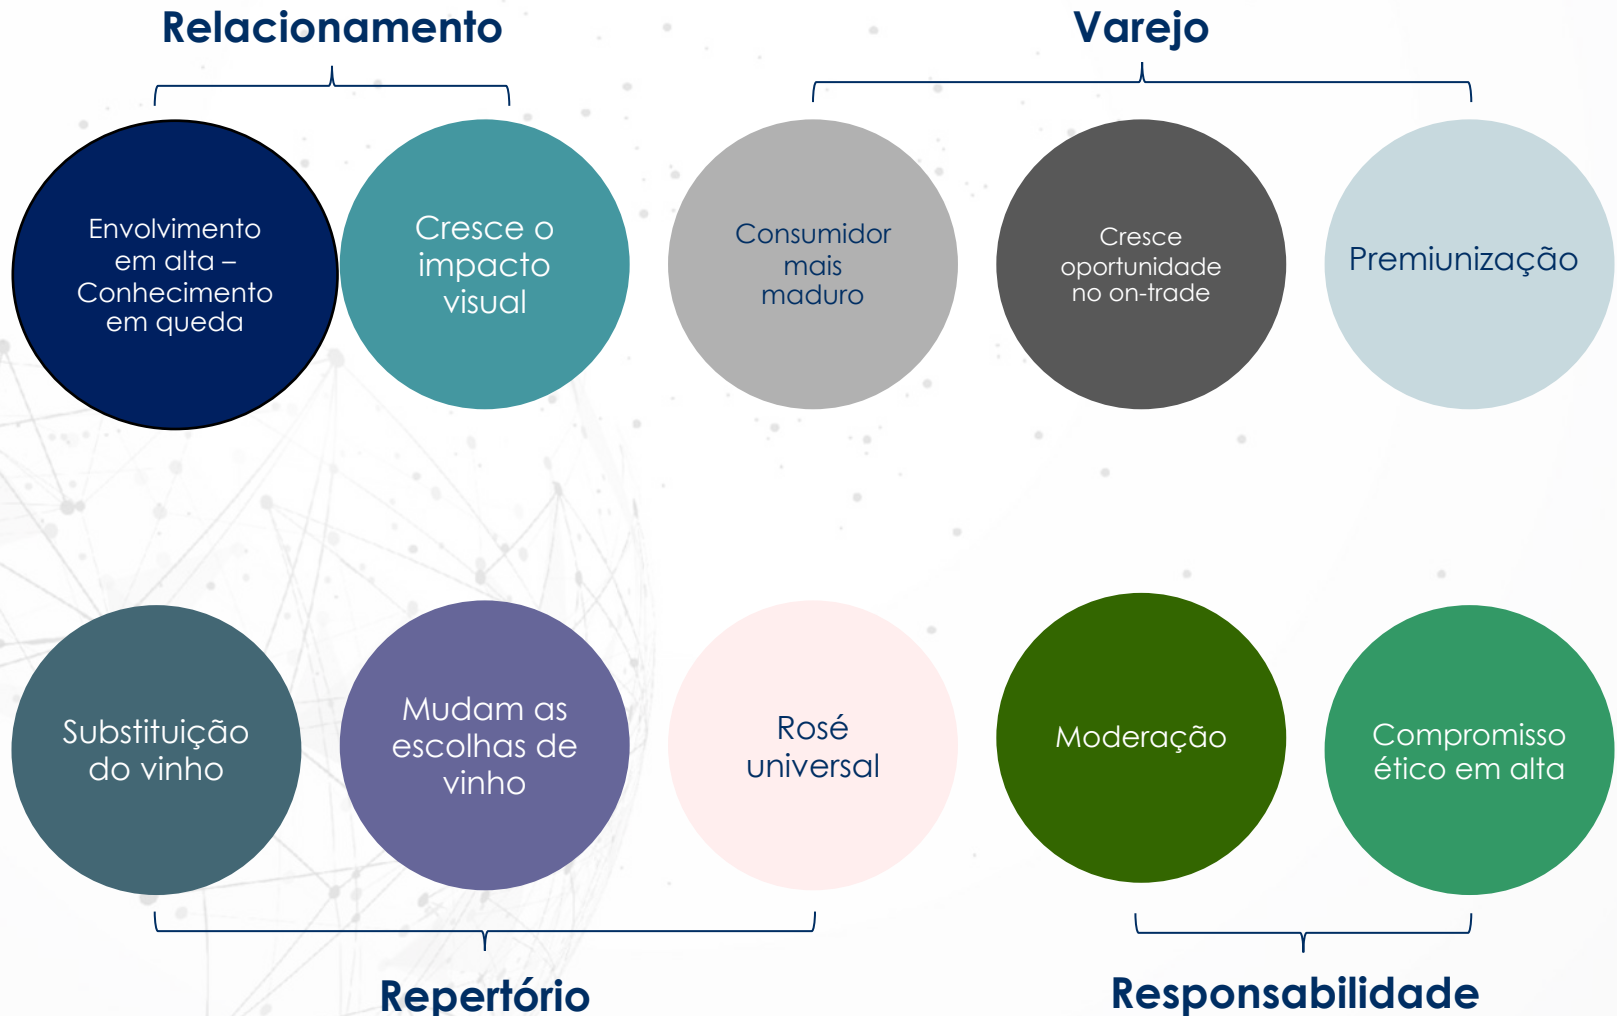 Relacionamento
Varejo
Envolvimento
em alta –
Conhecimento
em queda
Cresce o
impacto
visual
Consumidor
mais
maduro
Cresce
oportunidade
no on-trade
Premiunização
Substituição
do vinho
Mudam as
escolhas de
vinho
Rosé
universal
Moderação
Compromisso
ético em alta
Repertório
Responsabilidade